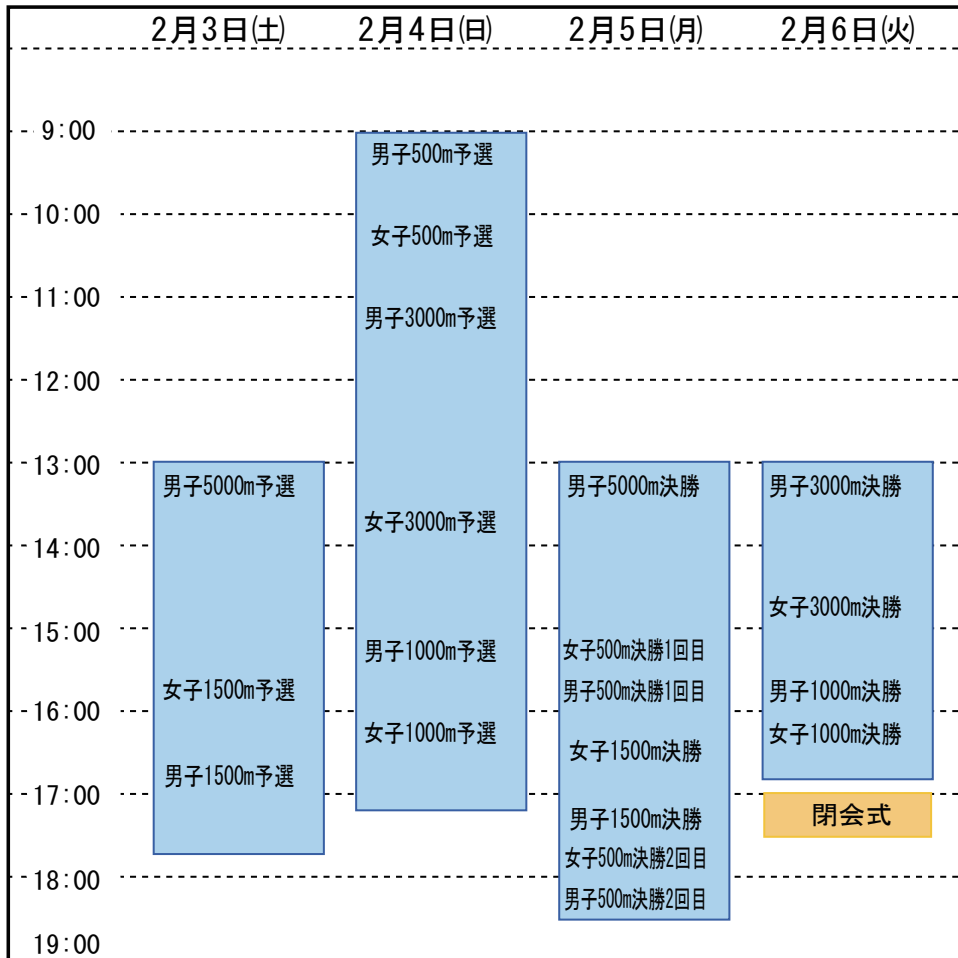 2月3日(土)
2月4日(日)
2月5日(月)
2月6日(火)
9:00
10:00
11:00
12:00
13:00
14:00
15:00
16:00
17:00
18:00
19:00
男子5000m予選
女子1500m予選
男子1500m予選
男子500m予選
女子500m予選
男子3000m予選
女子3000m予選
男子1000m予選
女子1000m予選
男子5000m決勝
女子500m決勝1回目
男子500m決勝1回目
女子1500m決勝
男子1500m決勝
女子500m決勝2回目
男子500m決勝2回目
男子3000m決勝
女子3000m決勝
男子1000m決勝
女子1000m決勝
閉会式